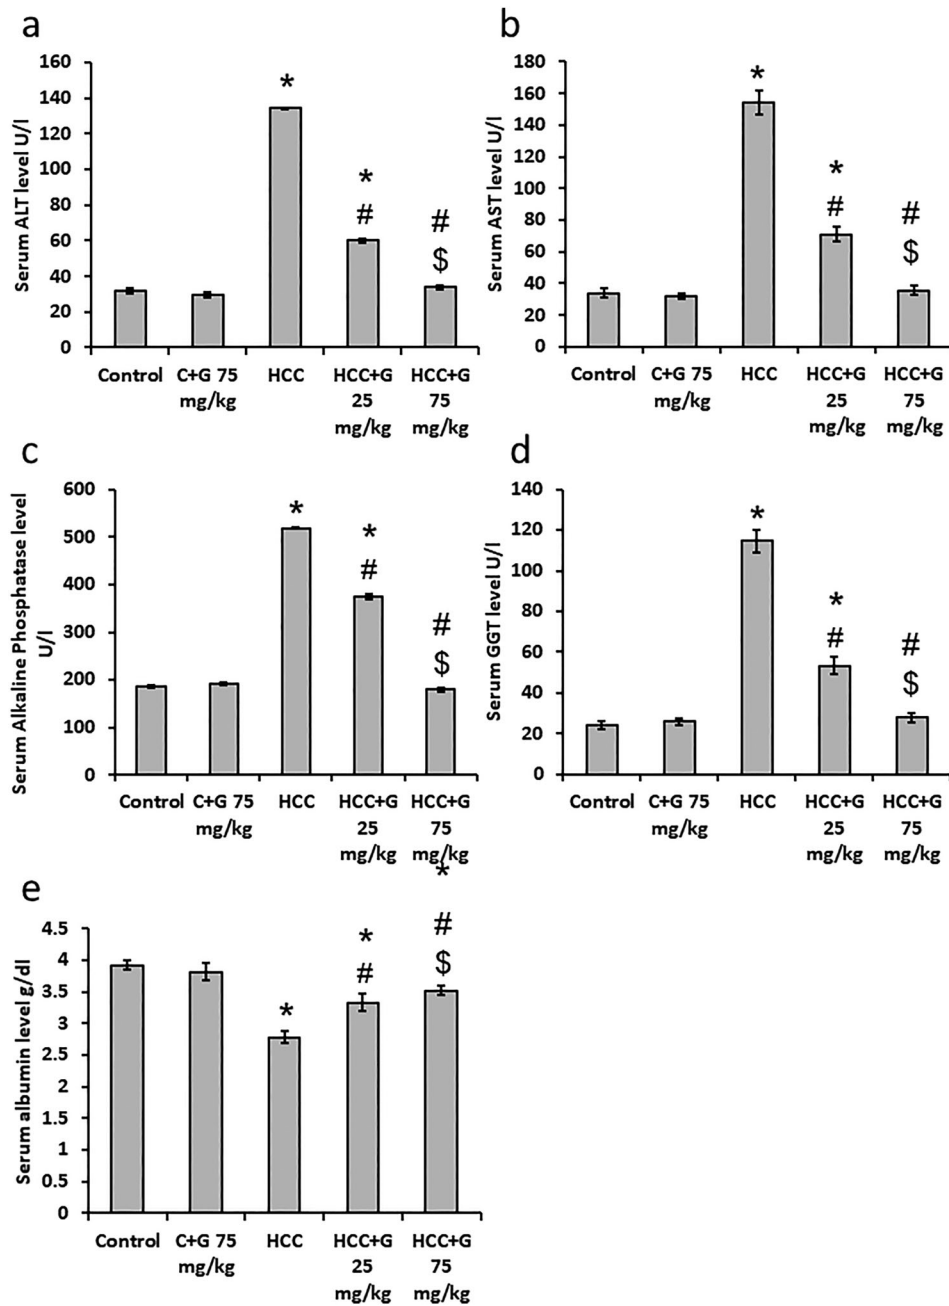 a
Serum ALT level U/l
160
140
120
100
80
60
40
20
0
*
*
#
#
$
Control
C+G 75
mg/kg
HCC
HCC+G
25
mg/kg
HCC+G
75
mg/kg
b
Serum AST level U/l
180
160
140
120
100
80
60
40
20
0
*
*
#
#
$
Control
C+G 75
mg/kg
HCC
HCC+G
25
mg/kg
HCC+G
75
mg/kg
c
Serum Alkaline Phosphatase level
U/l
600
500
400
300
200
100
0
*
*
#
#
$
Control
C+G 75
mg/kg
HCC
HCC+G
25
mg/kg
HCC+G
75
mg/kg
d
Serum GGT level U/l
140
120
100
80
60
40
20
0
*
*
#
#
$
Control
C+G 75
mg/kg
HCC
HCC+G
25
mg/kg
HCC+G
75
mg/kg
e
Serum albumin level g/dl
4.5
4
3.5
3
2.5
2
1.5
1
0.5
0
*
*
#
*
#
$
Control
C+G 75
mg/kg
HCC
HCC+G
25
mg/kg
HCC+G
75
mg/kg